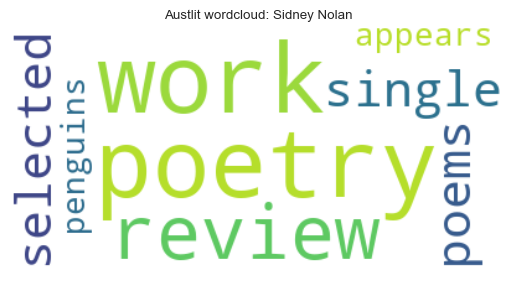 Austlit wordcloud: Sidney Nolan
appears
work
single
selected
penguins
poetry
poems
review